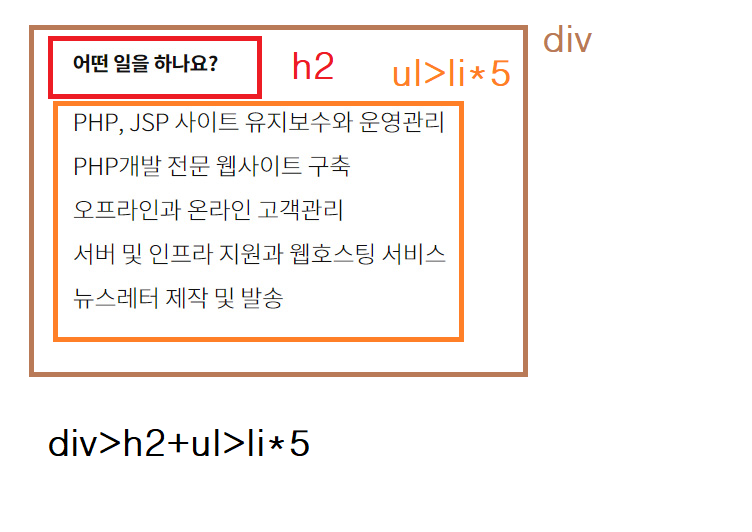 div
어떤 일을 하나요?
h2
ul>li*5
PHP, JSP 사이트 유지보수와 운영관리
PHP개발 전문 웹사이트 구축
오프라인과 온라인 고객관리
서버 및 인프라 지원과 웹호스팅 서비스
뉴스레터 제작 및 발송
div>h2+ul>li*5